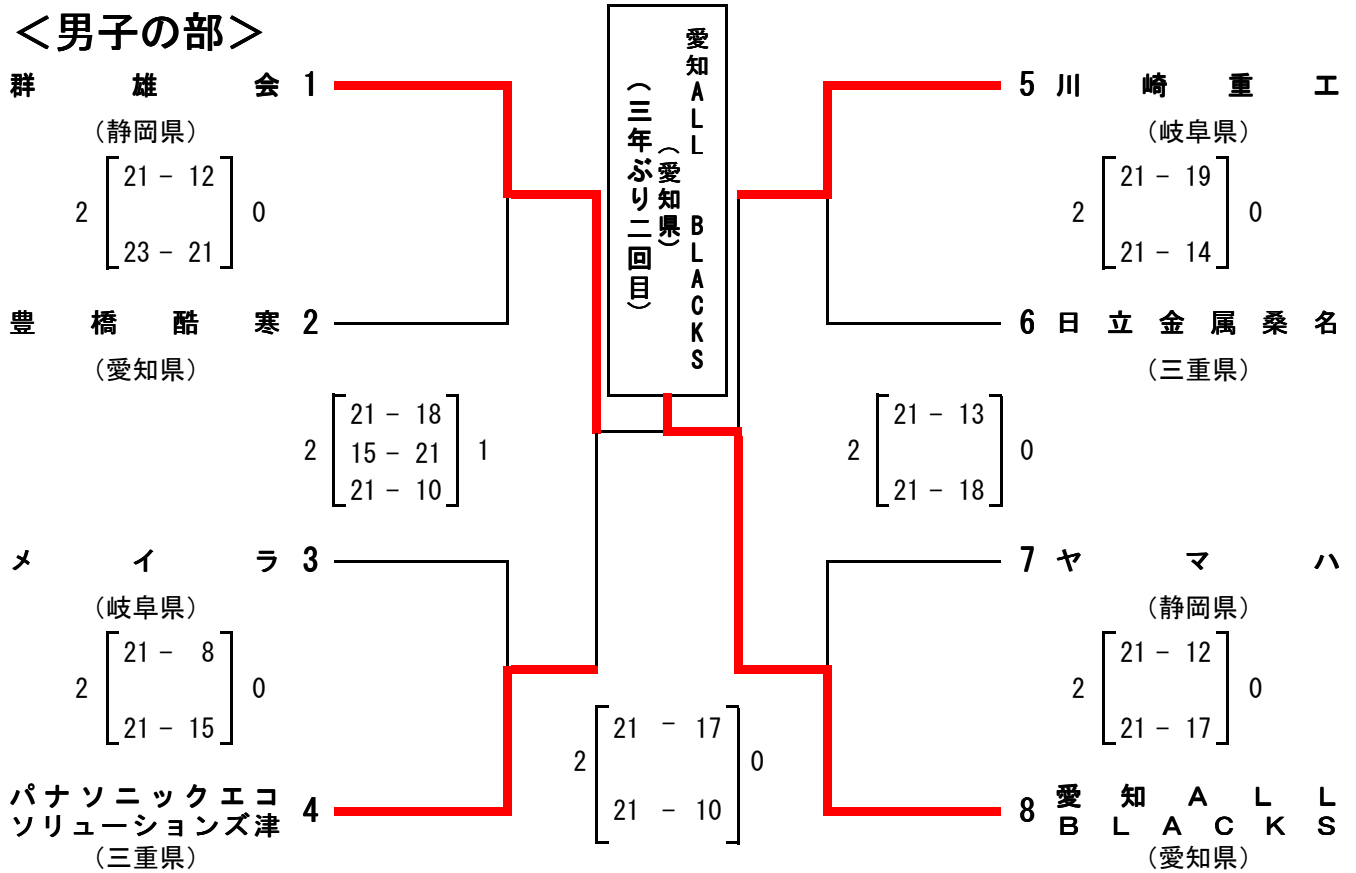 ＜男子の部＞
愛知ALL BLACKS
（愛知県）
（三年ぶり二回目）
群雄会 1
（静岡県）
2 21 － 12 0
23 － 21
豊橋酷寒 2
（愛知県）
2 21 － 18 1
15 － 21
21 － 10
メイラ 3
（岐阜県）
2 21 － 8 0
21 － 15
パナソニックエコ 4
ソリューションズ津
（三重県）
2 21 － 17 0
21 － 10
5 川崎重工
（岐阜県）
2 21 － 19 0
21 － 14
6 日立金属桑名
（三重県）
2 21 － 13 0
21 － 18
7 ヤマハ
（静岡県）
2 21 － 12 0
21 － 17
8 愛知ＡＬＬ
ＢＬＡＣＫＳ
（愛知県）